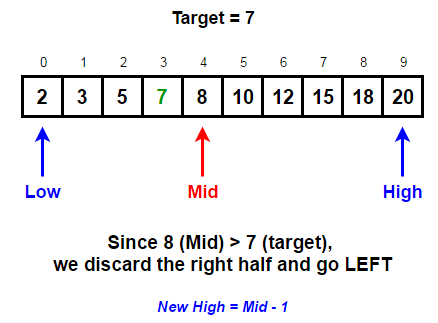 Target = 7
0 1 2 3 4 5 6 7 8 9
2 3 5 7 8 10 12 15 18 20
Low Mid High
Since 8 (Mid) > 7 (target),
we discard the right half and go LEFT
New High = Mid - 1